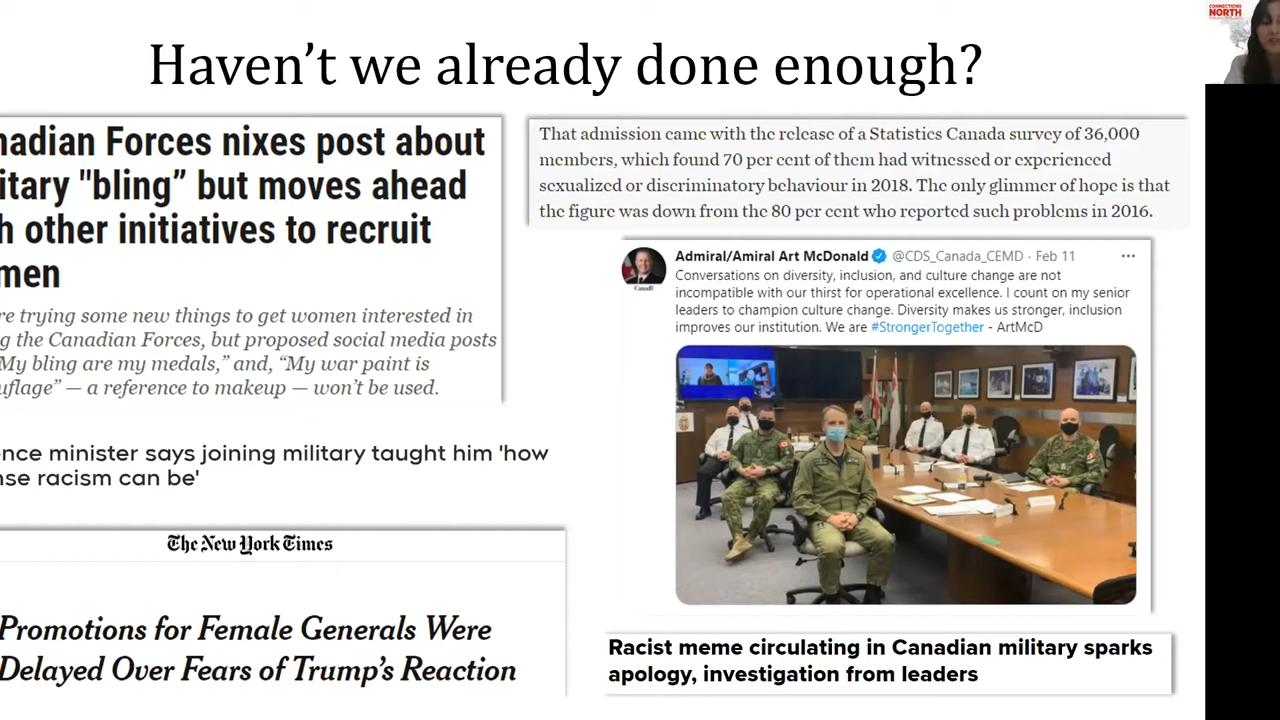 CONNECTIONS
NORTH
Haven’t we already done enough?
nadian Forces nixes post about
itary "bling” but moves ahead
h other initiatives to recruit
men
re trying some new things to get women interested in
g the Canadian Forces, but proposed social media posts
My bling are my medals,” and, “My war paint is
uflage” — a reference to makeup — won’t be used.
nce minister says joining military taught him 'how
nse racism can be'
The New York Times
Promotions for Female Generals Were
Delayed Over Fears of Trump’s Reaction
That admission came with the release of a Statistics Canada survey of 36,000
members, which found 70 per cent of them had witnessed or experienced
sexualized or discriminatory behaviour in 2018. The only glimmer of hope is that
the figure was down from the 80 per cent who reported such problems in 2016.
Admiral/Amiral Art McDonald @CDS_Canada_CEMD · Feb 11
Conversations on diversity, inclusion, and culture change are not
incompatible with our thirst for operational excellence. I count on my senior
leaders to champion culture change. Diversity makes us stronger, inclusion
improves our institution. We are #StrongerTogether - ArtMcD
Canada
Racist meme circulating in Canadian military sparks
apology, investigation from leaders